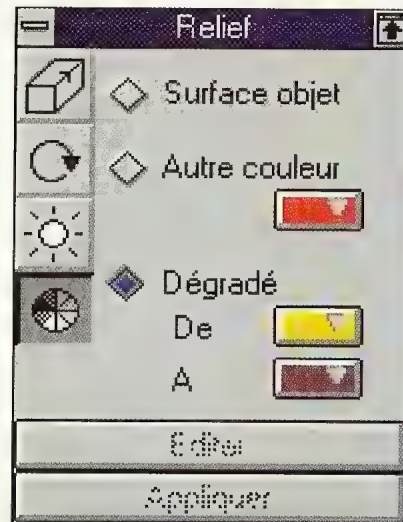 Relief
Surface objet
Autre couleur
Dégradé
De
A
Editer
Appliquer